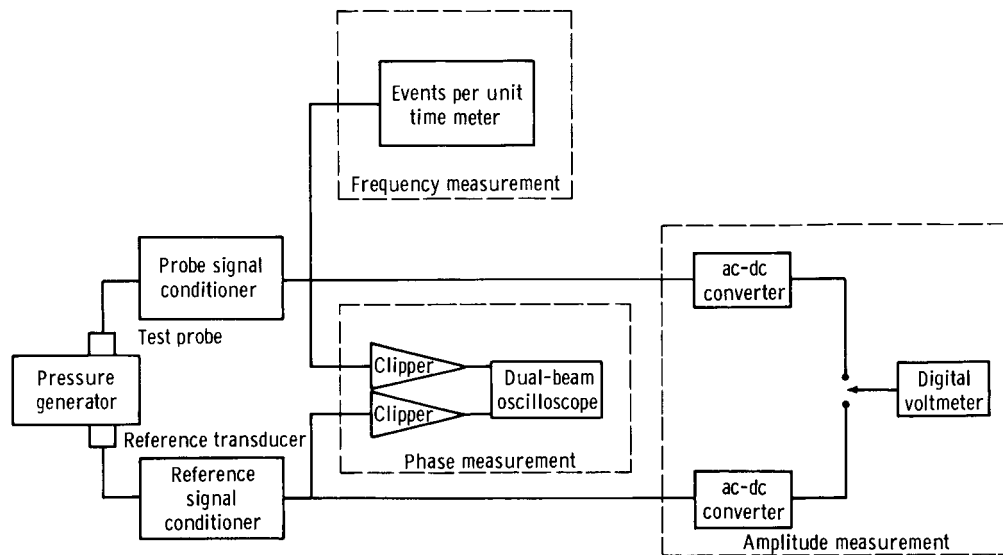 Events per unit
time meter
Frequency measurement
Probe signal
conditioner
ac-dc
converter
Test probe
Clipper
Dual-beam
oscilloscope
Clipper
Pressure
generator
Digital
voltmeter
Reference transducer
Phase measurement
Reference
signal
conditioner
ac-dc
converter
Amplitude measurement